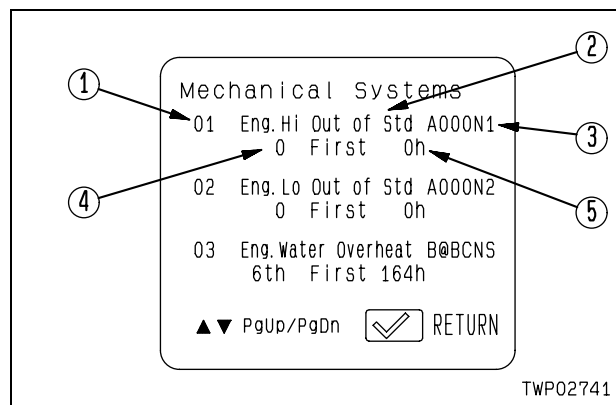 Mechanical Systems
01 Eng.Hi Out of Std A000N1
0 First 0h
02 Eng.Lo Out of Std A000N2
0 First 0h
03 Eng.Water Overheat B@BCNS
6th First 164h
▲▼ PgUp/PgDn RETURN
1
2
3
4
5
TWP02741